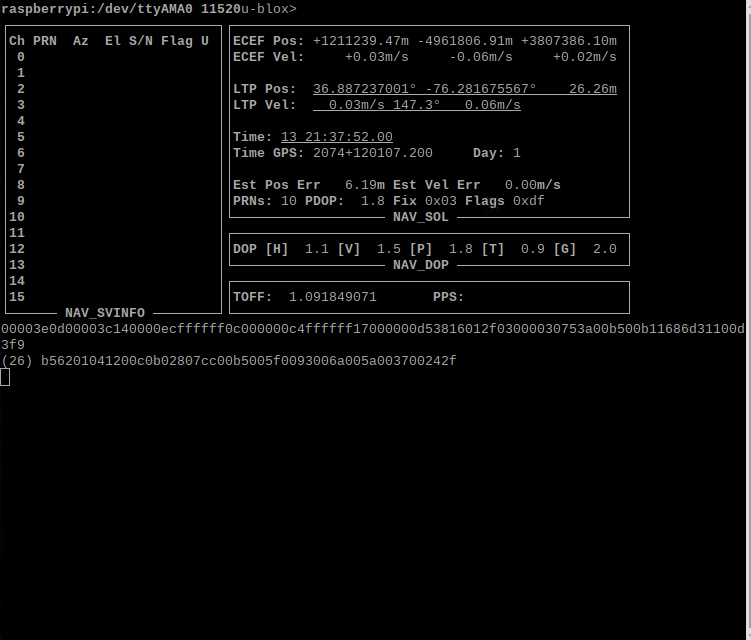 raspberrypi:/dev/ttyAMA0 11520u-blox>
Ch PRN  Az  El S/N Flag U
0
1
2
3
4
5
6
7
8
9
10
11
12
13
14
15
NAV_SVINFO
ECEF Pos: +1211239.47m -4961806.91m +3807386.10m
ECEF Vel:     +0.03m/s     -0.06m/s     +0.02m/s
LTP Pos:  36.887237001° -76.281675567°    26.26m
LTP Vel:    0.03m/s 147.3°   0.06m/s
Time: 13 21:37:52.00
Time GPS: 2074+120107.200     Day: 1
Est Pos Err   6.19m Est Vel Err   0.00m/s
PRNs: 10 PDOP:  1.8 Fix 0x03 Flags 0xdf
NAV_SOL
DOP [H]  1.1 [V]  1.5 [P]  1.8 [T]  0.9 [G]  2.0
NAV_DOP
TOFF:  1.091849071       PPS:
00003e0d00003c140000ecffffff0c000000c4ffffff17000000d53816012f03000030753a00b500b11686d31100d
3f9
(26) b56201041200c0b02807cc00b5005f0093006a005a003700242f